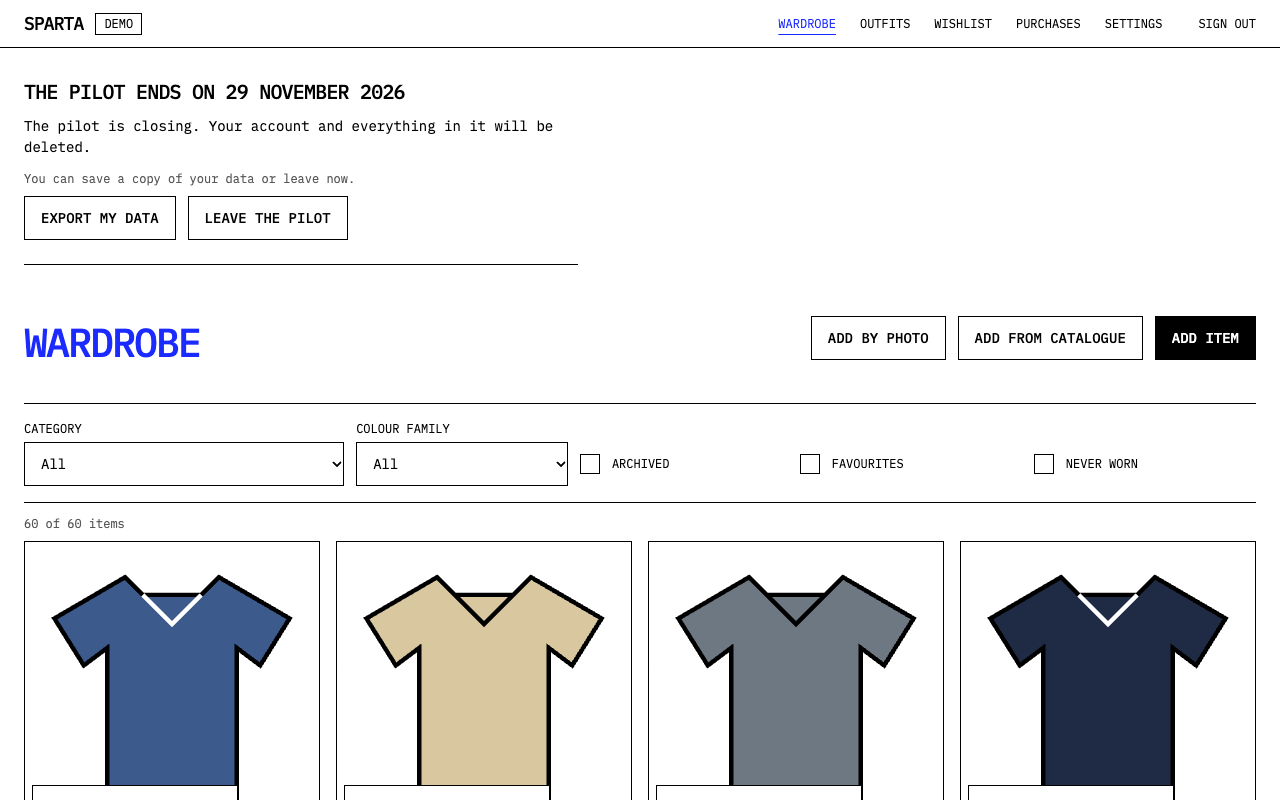 SPARTA DEMO WARDROBE OUTFITS WISHLIST PURCHASES SETTINGS SIGN OUT
THE PILOT ENDS ON 29 NOVEMBER 2026
The pilot is closing. Your account and everything in it will be
deleted.
You can save a copy of your data or leave now.
EXPORT MY DATA LEAVE THE PILOT
WARDROBE ADD BY PHOTO ADD FROM CATALOGUE ADD ITEM
CATEGORY COLOUR FAMILY
All All ARCHIVED FAVOURITES NEVER WORN
60 of 60 items